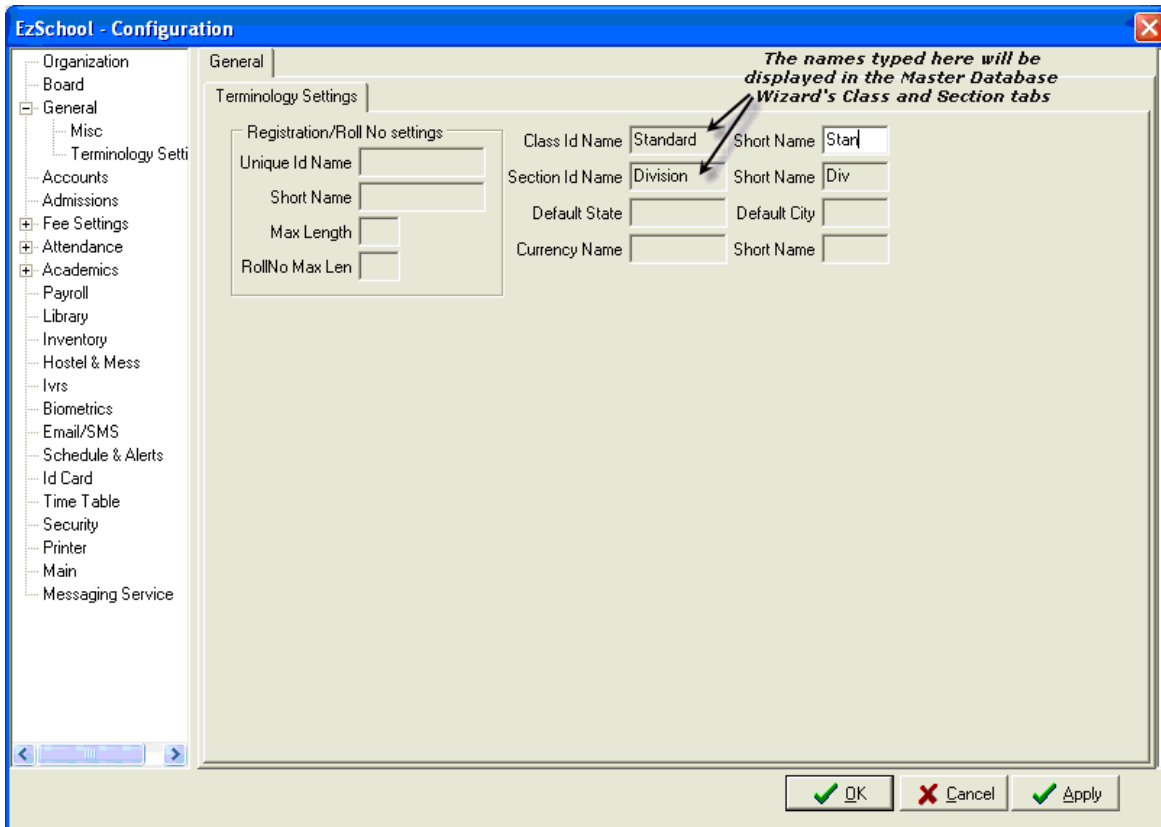 EzSchool - Configuration
Organization
Board
General
Misc
Terminology Setti
Accounts
Admissions
Fee Settings
Attendance
Academics
Payroll
Library
Inventory
Hostel & Mess
Ivrs
Biometrics
Email/SMS
Schedule & Alerts
Id Card
Time Table
Security
Printer
Main
Messaging Service
General
The names typed here will be
displayed in the Master Database
Wizard's Class and Section tabs
Terminology Settings
Registration/Roll No settings
Unique Id Name
Short Name
Max Length
RollNo Max Len
Class Id Name Standard Short Name Stan
Section Id Name Division Short Name Div
Default State Default City
Currency Name Short Name
OK Cancel Apply